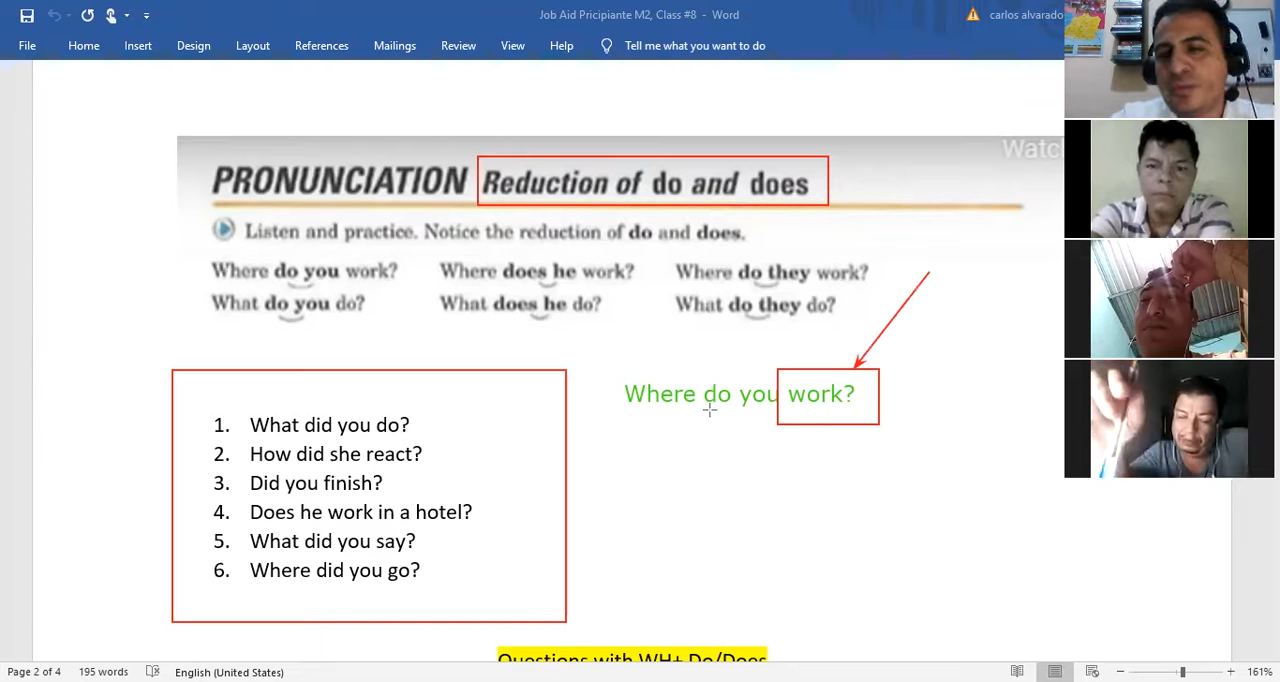 Job Aid Pricipiante M2, Class #8 - Word
carlos alvarado
File Home Insert Design Layout References Mailings Review View Help Tell me what you want to do
PRONUNCIATION Reduction of do and does
Listen and practice. Notice the reduction of do and does.
Where do you work? Where does he work? Where do they work?
What do you do? What does he do? What do they do?
Where do you work?
1. What did you do?
2. How did she react?
3. Did you finish?
4. Does he work in a hotel?
5. What did you say?
6. Where did you go?
Questions with WH+ Do/Does
Page 2 of 4 195 words English (United States) 161%